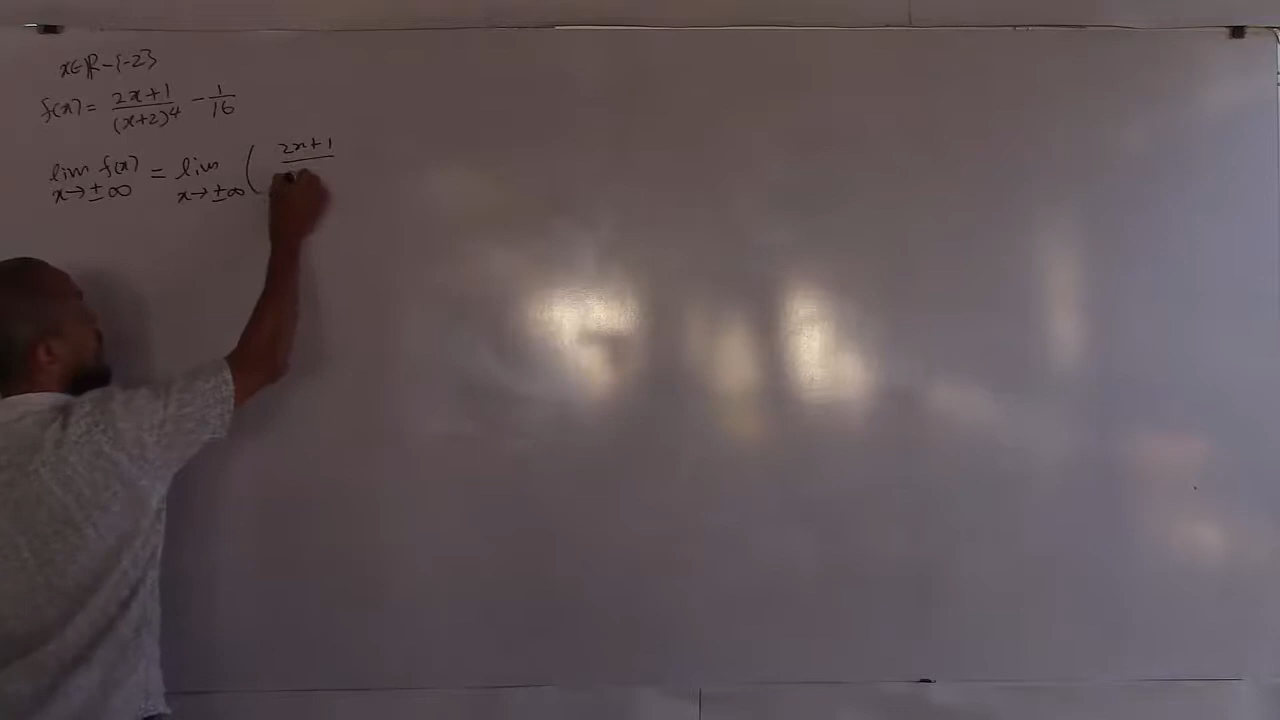 x∈ℝ-{-2}
f(x) = (2x+1)/(x+2)^4 - 1/16
lim x→±∞ f(x) = lim x→±∞ ( 2x+1